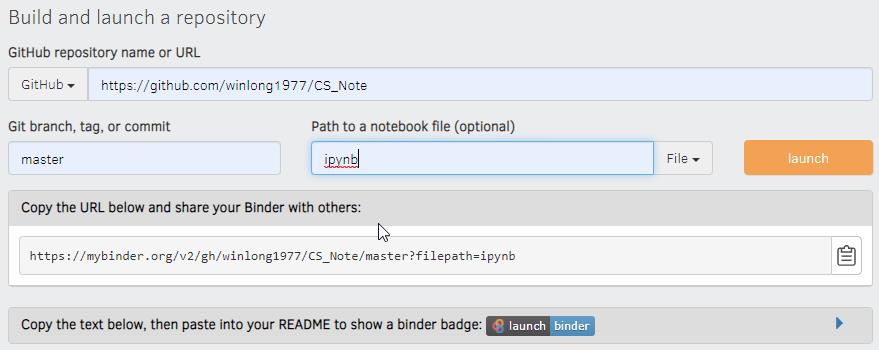 Build and launch a repository
GitHub repository name or URL
GitHub https://github.com/winlong1977/CS_Note
Git branch, tag, or commit Path to a notebook file (optional)
master ipynb File launch
Copy the URL below and share your Binder with others:
https://mybinder.org/v2/gh/winlong1977/CS_Note/master?filepath=ipynb
Copy the text below, then paste into your README to show a binder badge: launch binder